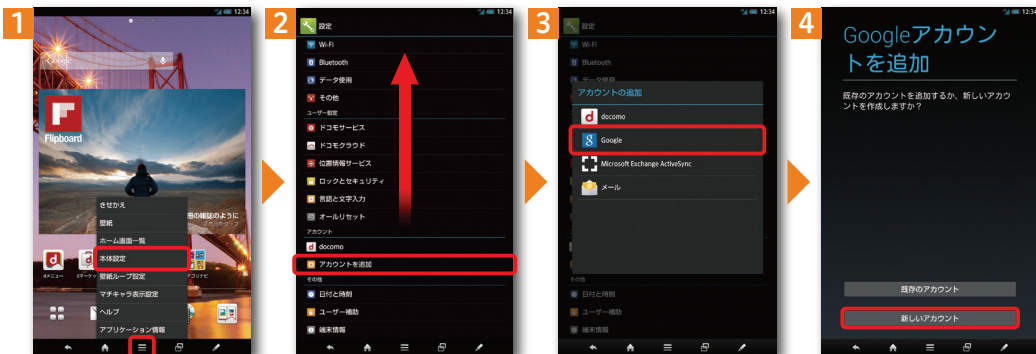 1
12:34
Google
Flipboard
きせかえ
壁紙
ホーム画面一覧
本体設定
壁紙ループ設定
マチキャラ表示設定
ヘルプ
アプリケーション情報
dメニュー
2
12:34
設定
Wi-Fi
Bluetooth
データ使用
その他
ユーザー設定
ドコモサービス
ドコモクラウド
位置情報サービス
ロックとセキュリティ
言語と文字入力
オールリセット
アカウント
docomo
アカウントを追加
その他
日付と時刻
ユーザー補助
端末情報
3
12:34
設定
Wi-Fi
Bluetooth
データ使用
アカウントの追加
docomo
Google
Microsoft Exchange ActiveSync
メール
その他
日付と時刻
ユーザー補助
端末情報
4
12:34
Googleアカウン
トを追加
既存のアカウントを追加するか、新しいアカウ
ントを作成しますか？
既存のアカウント
新しいアカウント